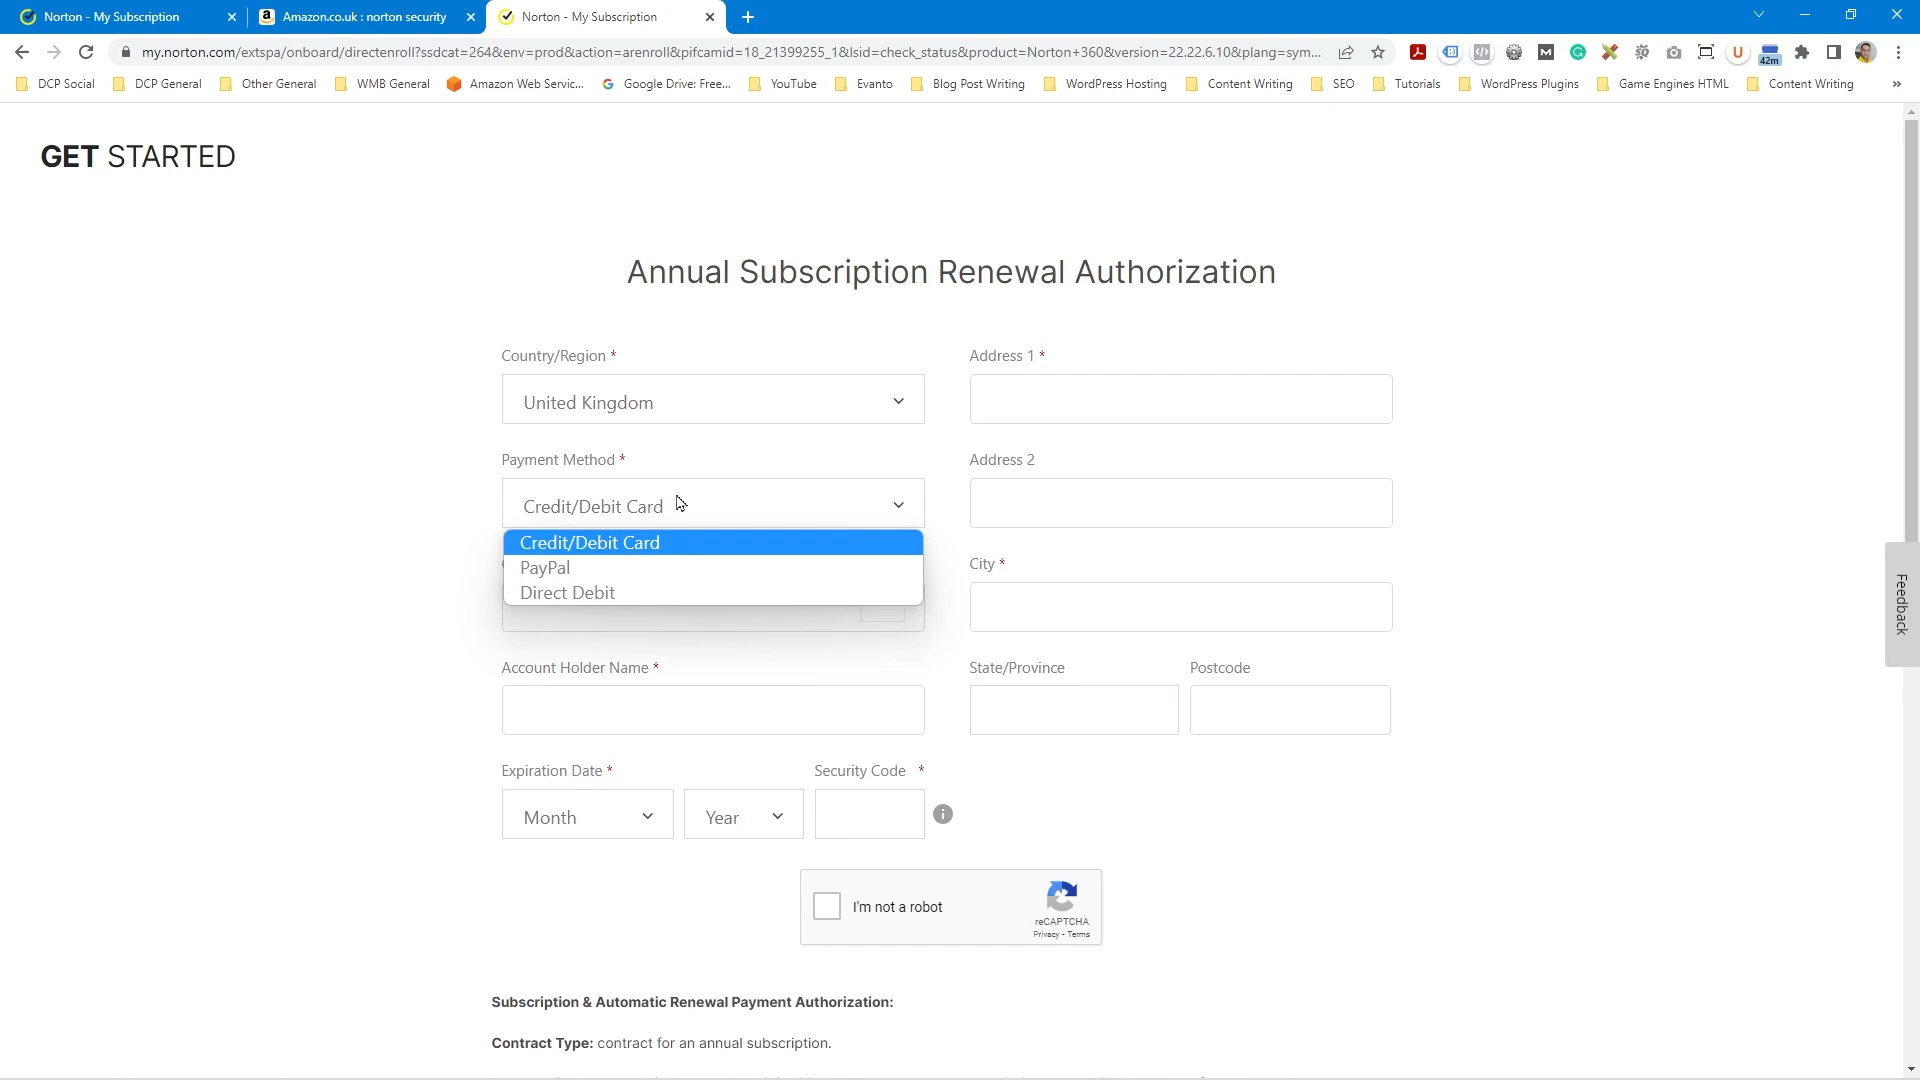 Norton - My Subscription
Amazon.co.uk : norton security
Norton - My Subscription
my.norton.com/extspa/onboard/directenroll?ssdcat=264&env=prod&action=arenroll&pifcamid=18_21399255_1&lsid=check_status&product=Norton+360&version=22.22.6.10&plang=sym...
42m
DCP Social
DCP General
Other General
WMB General
Amazon Web Servic...
Google Drive: Free...
YouTube
Evanto
Blog Post Writing
WordPress Hosting
Content Writing
SEO
Tutorials
WordPress Plugins
Game Engines HTML
Content Writing
»
GET STARTED
Annual Subscription Renewal Authorization
Country/Region *
United Kingdom
Address 1 *
Payment Method *
Credit/Debit Card
Credit/Debit Card
PayPal
Direct Debit
Address 2
City *
Account Holder Name *
State/Province
Postcode
Expiration Date *
Security Code *
Month
Year
I'm not a robot
reCAPTCHA
Privacy - Terms
Feedback
Subscription & Automatic Renewal Payment Authorization:
Contract Type: contract for an annual subscription.